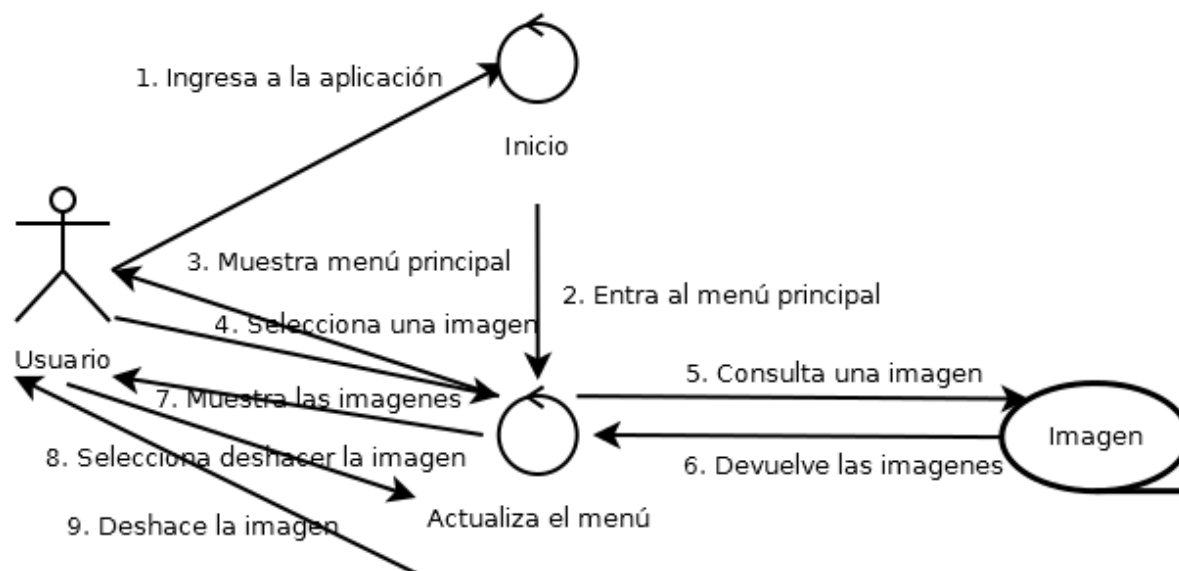 1. Ingresa a la aplicación
Inicio
3. Muestra menú principal
2. Entra al menú principal
4. Selecciona una imagen
Usuario
5. Consulta una imagen
7. Muestra las imagenes
Imagen
8. Selecciona deshacer la imagen
6. Devuelve las imagenes
Actualiza el menú
9. Deshace la imagen